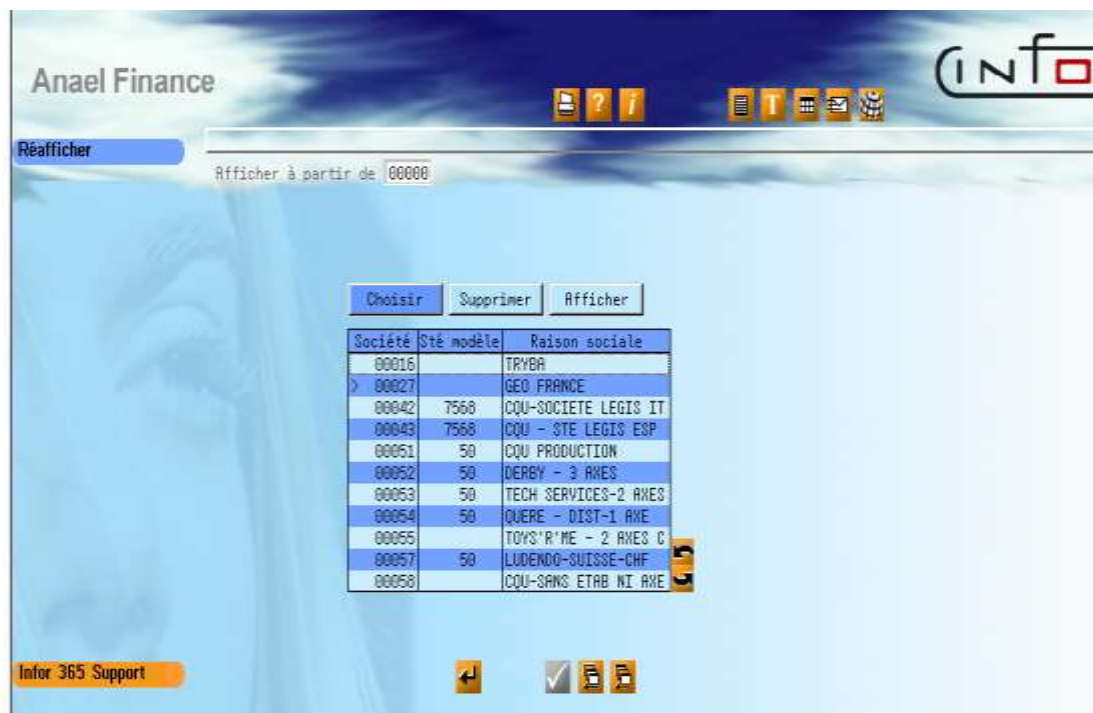 Anael Finance
INFO
Réafficher
Afficher à partir de 00000
Choisir Supprimer Afficher
Société Sté modèle Raison sociale
00016 TRYBA
> 00027 GEO FRANCE
00042 7568 CQU-SOCIETE LEGIS IT
00043 7568 CQU - STE LEGIS ESP
00051 50 CQU PRODUCTION
00052 50 DERBY - 3 AXES
00053 50 TECH SERVICES-2 AXES
00054 50 QUERE - DIST-1 AXE
00055 TOYS'R'ME - 2 AXES C
00057 50 LUDENDO-SUISSE-CHF
00058 CQU-SANS ETAB NI AXE
Infor 365 Support